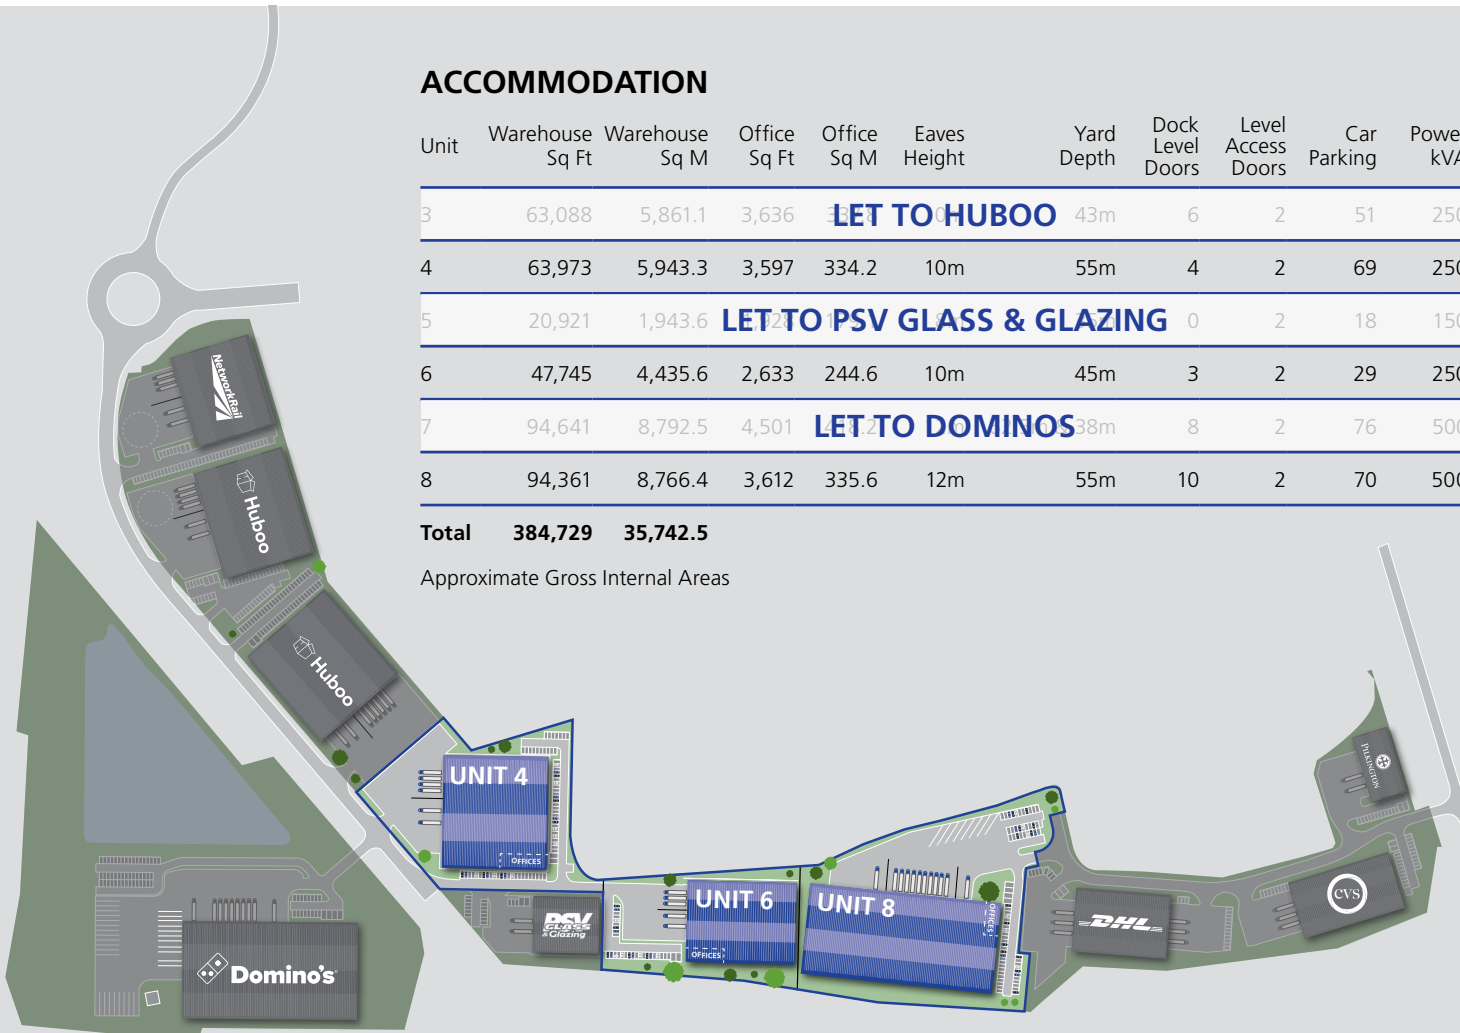 ACCOMMODATION
Unit Warehouse Sq Ft Warehouse Sq M Office Sq Ft Office Sq M Eaves Height Yard Depth Dock Level Doors Level Access Doors Car Parking
3 63,088 5,861.1 3,636 LET TO HUBOO 43m 6 2 51
4 63,973 5,943.3 3,597 334.2 10m 55m 4 2 69
5 20,921 1,943.6 LET TO PSV GLASS & GLAZING 0 2 18
6 47,745 4,435.6 2,633 244.6 10m 45m 3 2 29
7 94,641 8,792.5 4,501 LET TO DOMINOS 38m 8 2 76
8 94,361 8,766.4 3,612 335.6 12m 55m 10 2 70
Total 384,729 35,742.5
Approximate Gross Internal Areas
NetworkRail
Huboo
Huboo
UNIT 4
OFFICES
PILKINGTON
UNIT 6
OFFICES
UNIT 8
OFFICES
PSV
GLASS
& Glazing
DHL
CVS
Domino's